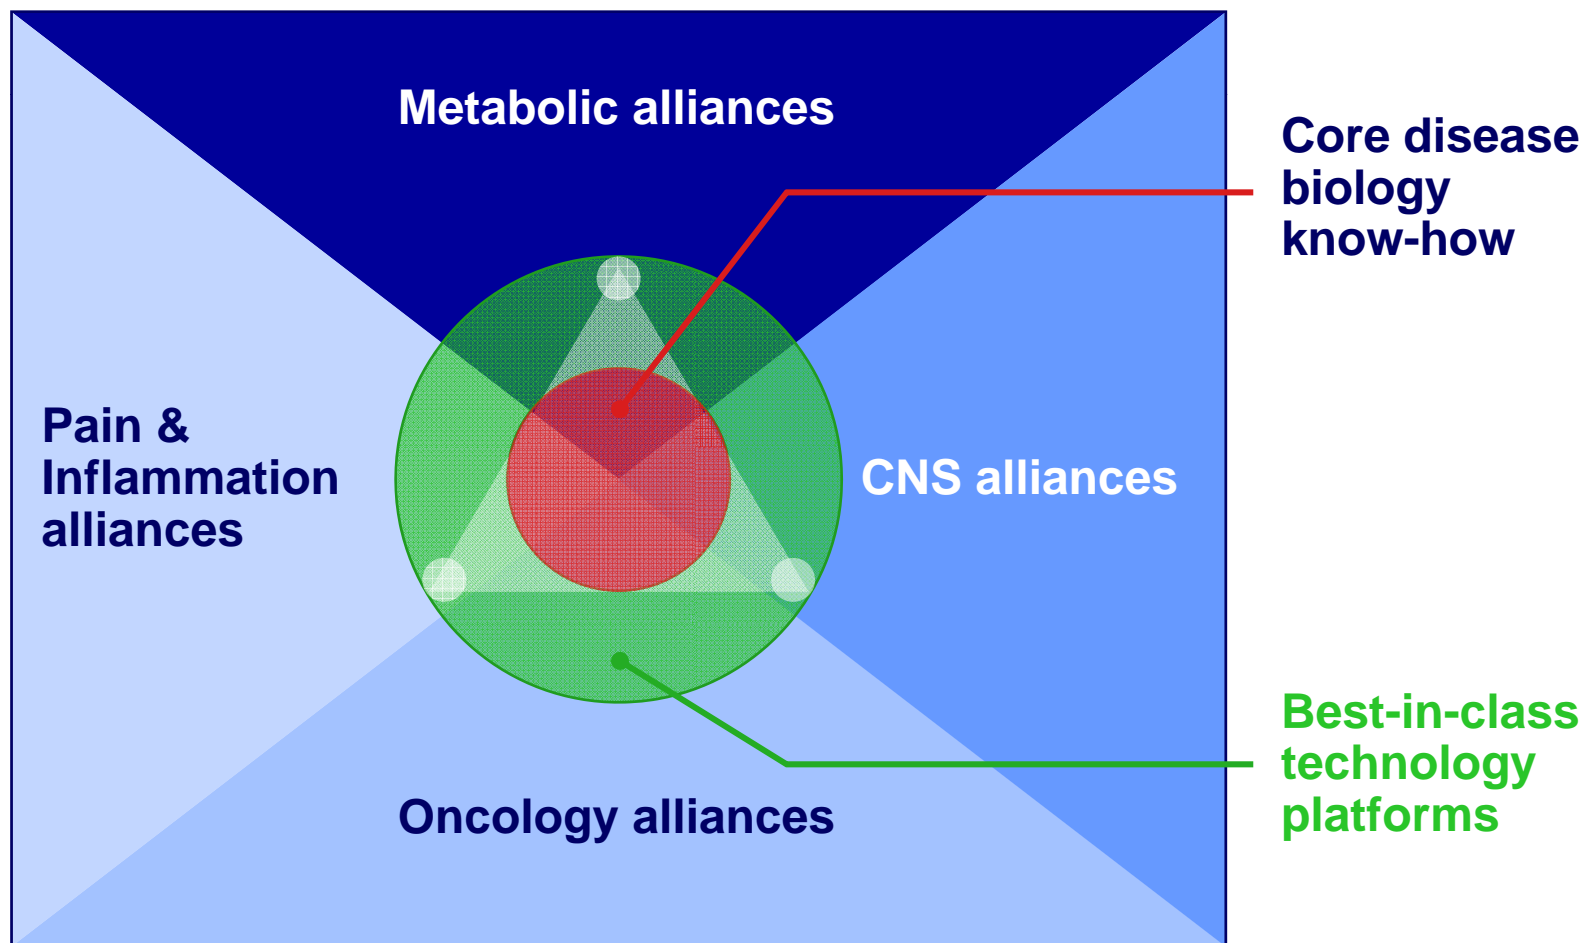 Metabolic alliances
Core disease
biology
know-how
Pain &
Inflammation
alliances
CNS alliances
Best-in-class
technology
platforms
Oncology alliances